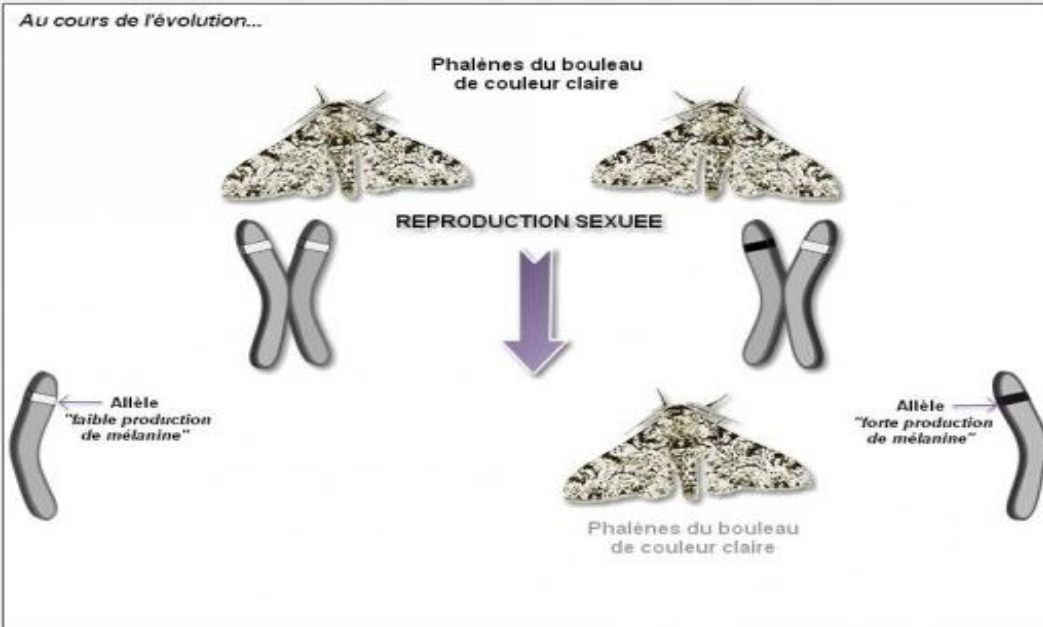 Au cours de l'évolution...
Phalènes du bouleau
de couleur claire
REPRODUCTION SEXUEE
Allèle
"faible production
de mélanine"
Allèle
"forte production
de mélanine"
Phalènes du bouleau
de couleur claire